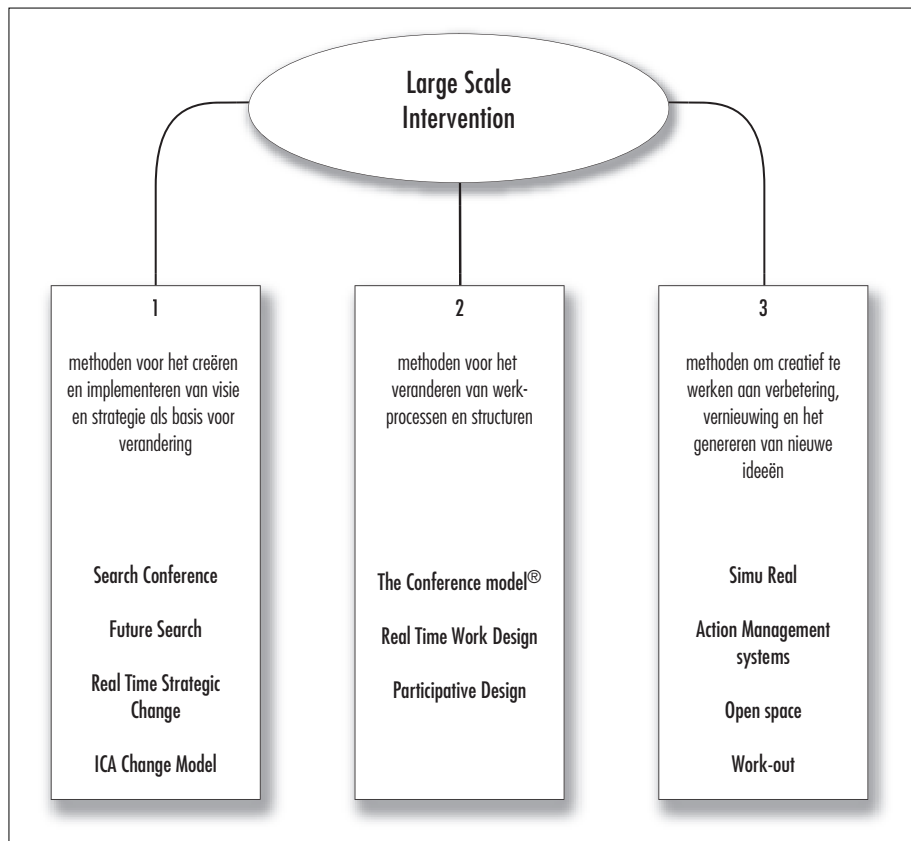 Large Scale
Intervention
1
methoden voor het creëren
en implementeren van visie
en strategie als basis voor
verandering
Search Conference
Future Search
Real Time Strategic
Change
ICA Change Model
2
methoden voor het
veranderen van werk-
processen en structuren
The Conference model®
Real Time Work Design
Participative Design
3
methoden om creatief te
werken aan verbetering,
vernieuwing en het
genereren van nieuwe
ideeën
Simu Real
Action Management
systems
Open space
Work-out